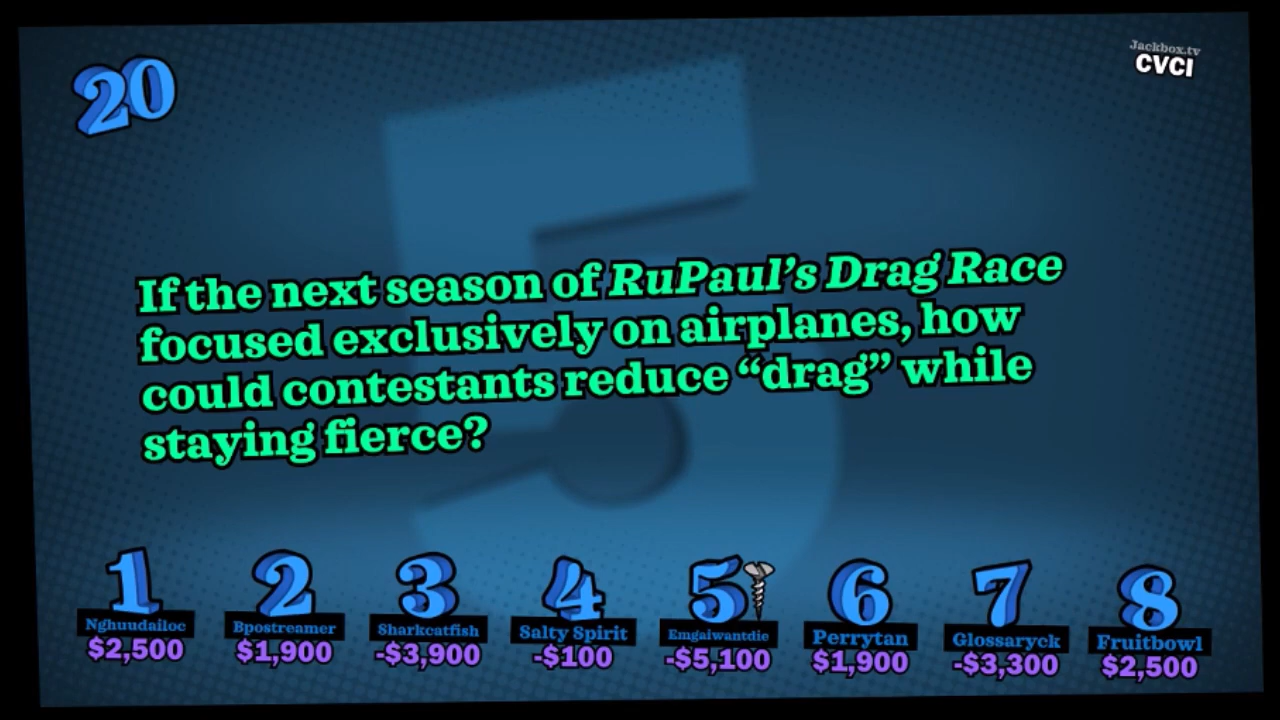 20
Jackbox.tv
CVCI
If the next season of RuPaul's Drag Race
focused exclusively on airplanes, how
could contestants reduce “drag” while
staying fierce?
1 2 3 4 5 6 7 8
Nghuudailoc Bpostreamer Sharkcatfish Salty Spirit Emgaiwantdie Perrytan Glossaryck Fruitbowl
$2,500 $1,900 -$3,900 -$100 -$5,100 $1,900 -$3,300 $2,500